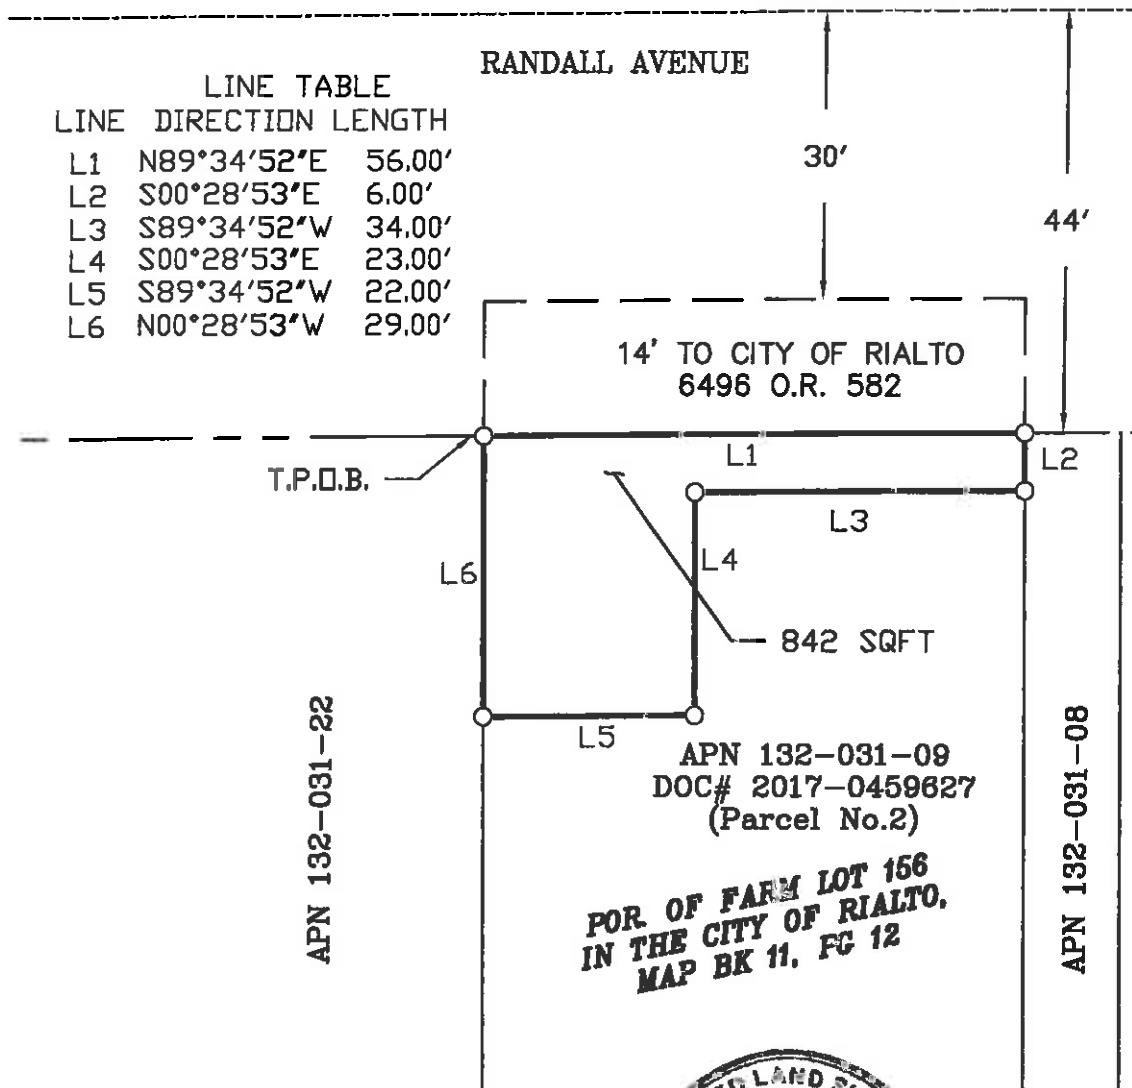 RANDALL AVENUE
LINE TABLE
LINE DIRECTION LENGTH
L1 N89°34'52"E 56.00'
L2 S00°28'53"E 6.00'
L3 S89°34'52"W 34.00'
L4 S00°28'53"E 23.00'
L5 S89°34'52"W 22.00'
L6 N00°28'53"W 29.00'
30'
44'
14' TO CITY OF RIALTO
6496 O.R. 582
T.P.O.B.
L1
L2
L3
L4
L6
842 SQFT
L5
APN 132-031-22
APN 132-031-09
DOC# 2017-0459627
(Parcel No.2)
APN 132-031-08
POR. OF FARM LOT 156
IN THE CITY OF RIALTO,
MAP BK 11, PG 12
LAND